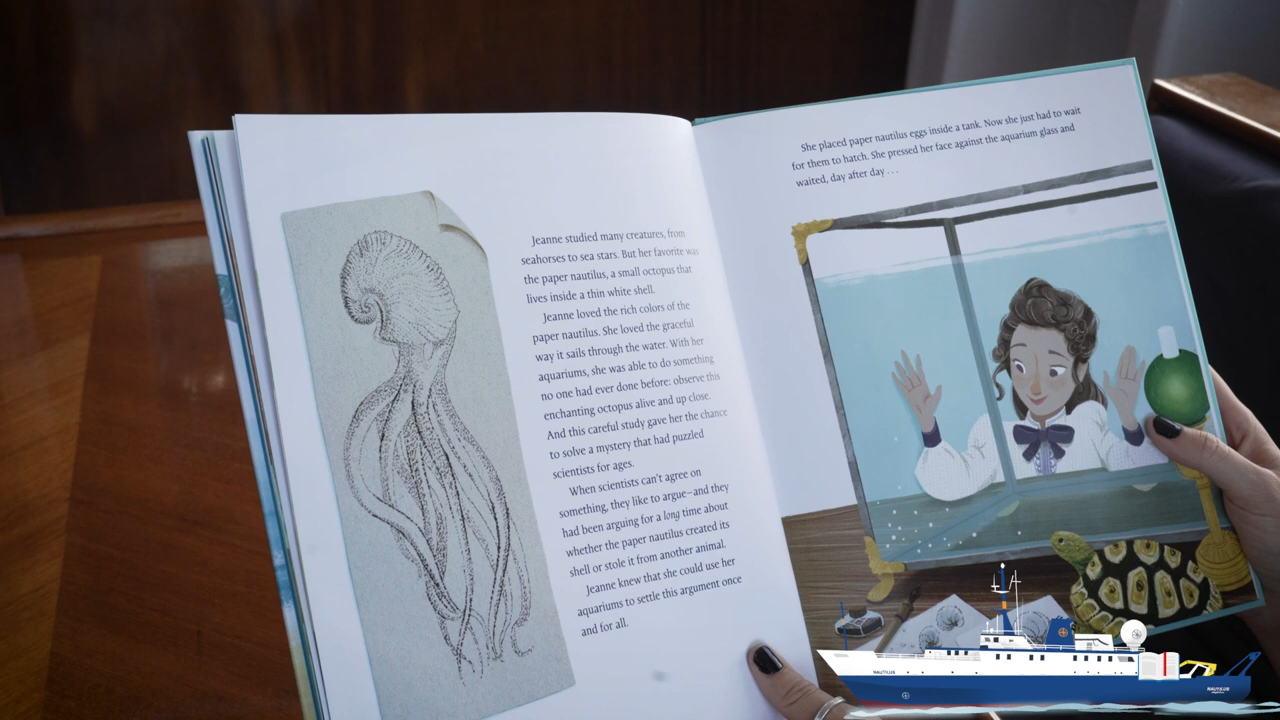 Jeanne studied many creatures, from
seahorses to sea stars. But her favorite was
the paper nautilus, a small octopus that
lives inside a thin white shell.
Jeanne loved the rich colors of the
paper nautilus. She loved the graceful
way it sails through the water. With her
aquariums, she was able to do something
no one had ever done before: observe this
enchanting octopus alive and up close.
And this careful study gave her the chance
to solve a mystery that had puzzled
scientists for ages.
When scientists can't agree on
something, they like to argue—and they
had been arguing for a long time about
whether the paper nautilus created its
shell or stole it from another animal.
Jeanne knew that she could use her
aquariums to settle this argument once
and for all.
She placed paper nautilus eggs inside a tank. Now she just had to wait
for them to hatch. She pressed her face against the aquarium glass and
waited, day after day . . .
NAUTILUS
NAUTILUS